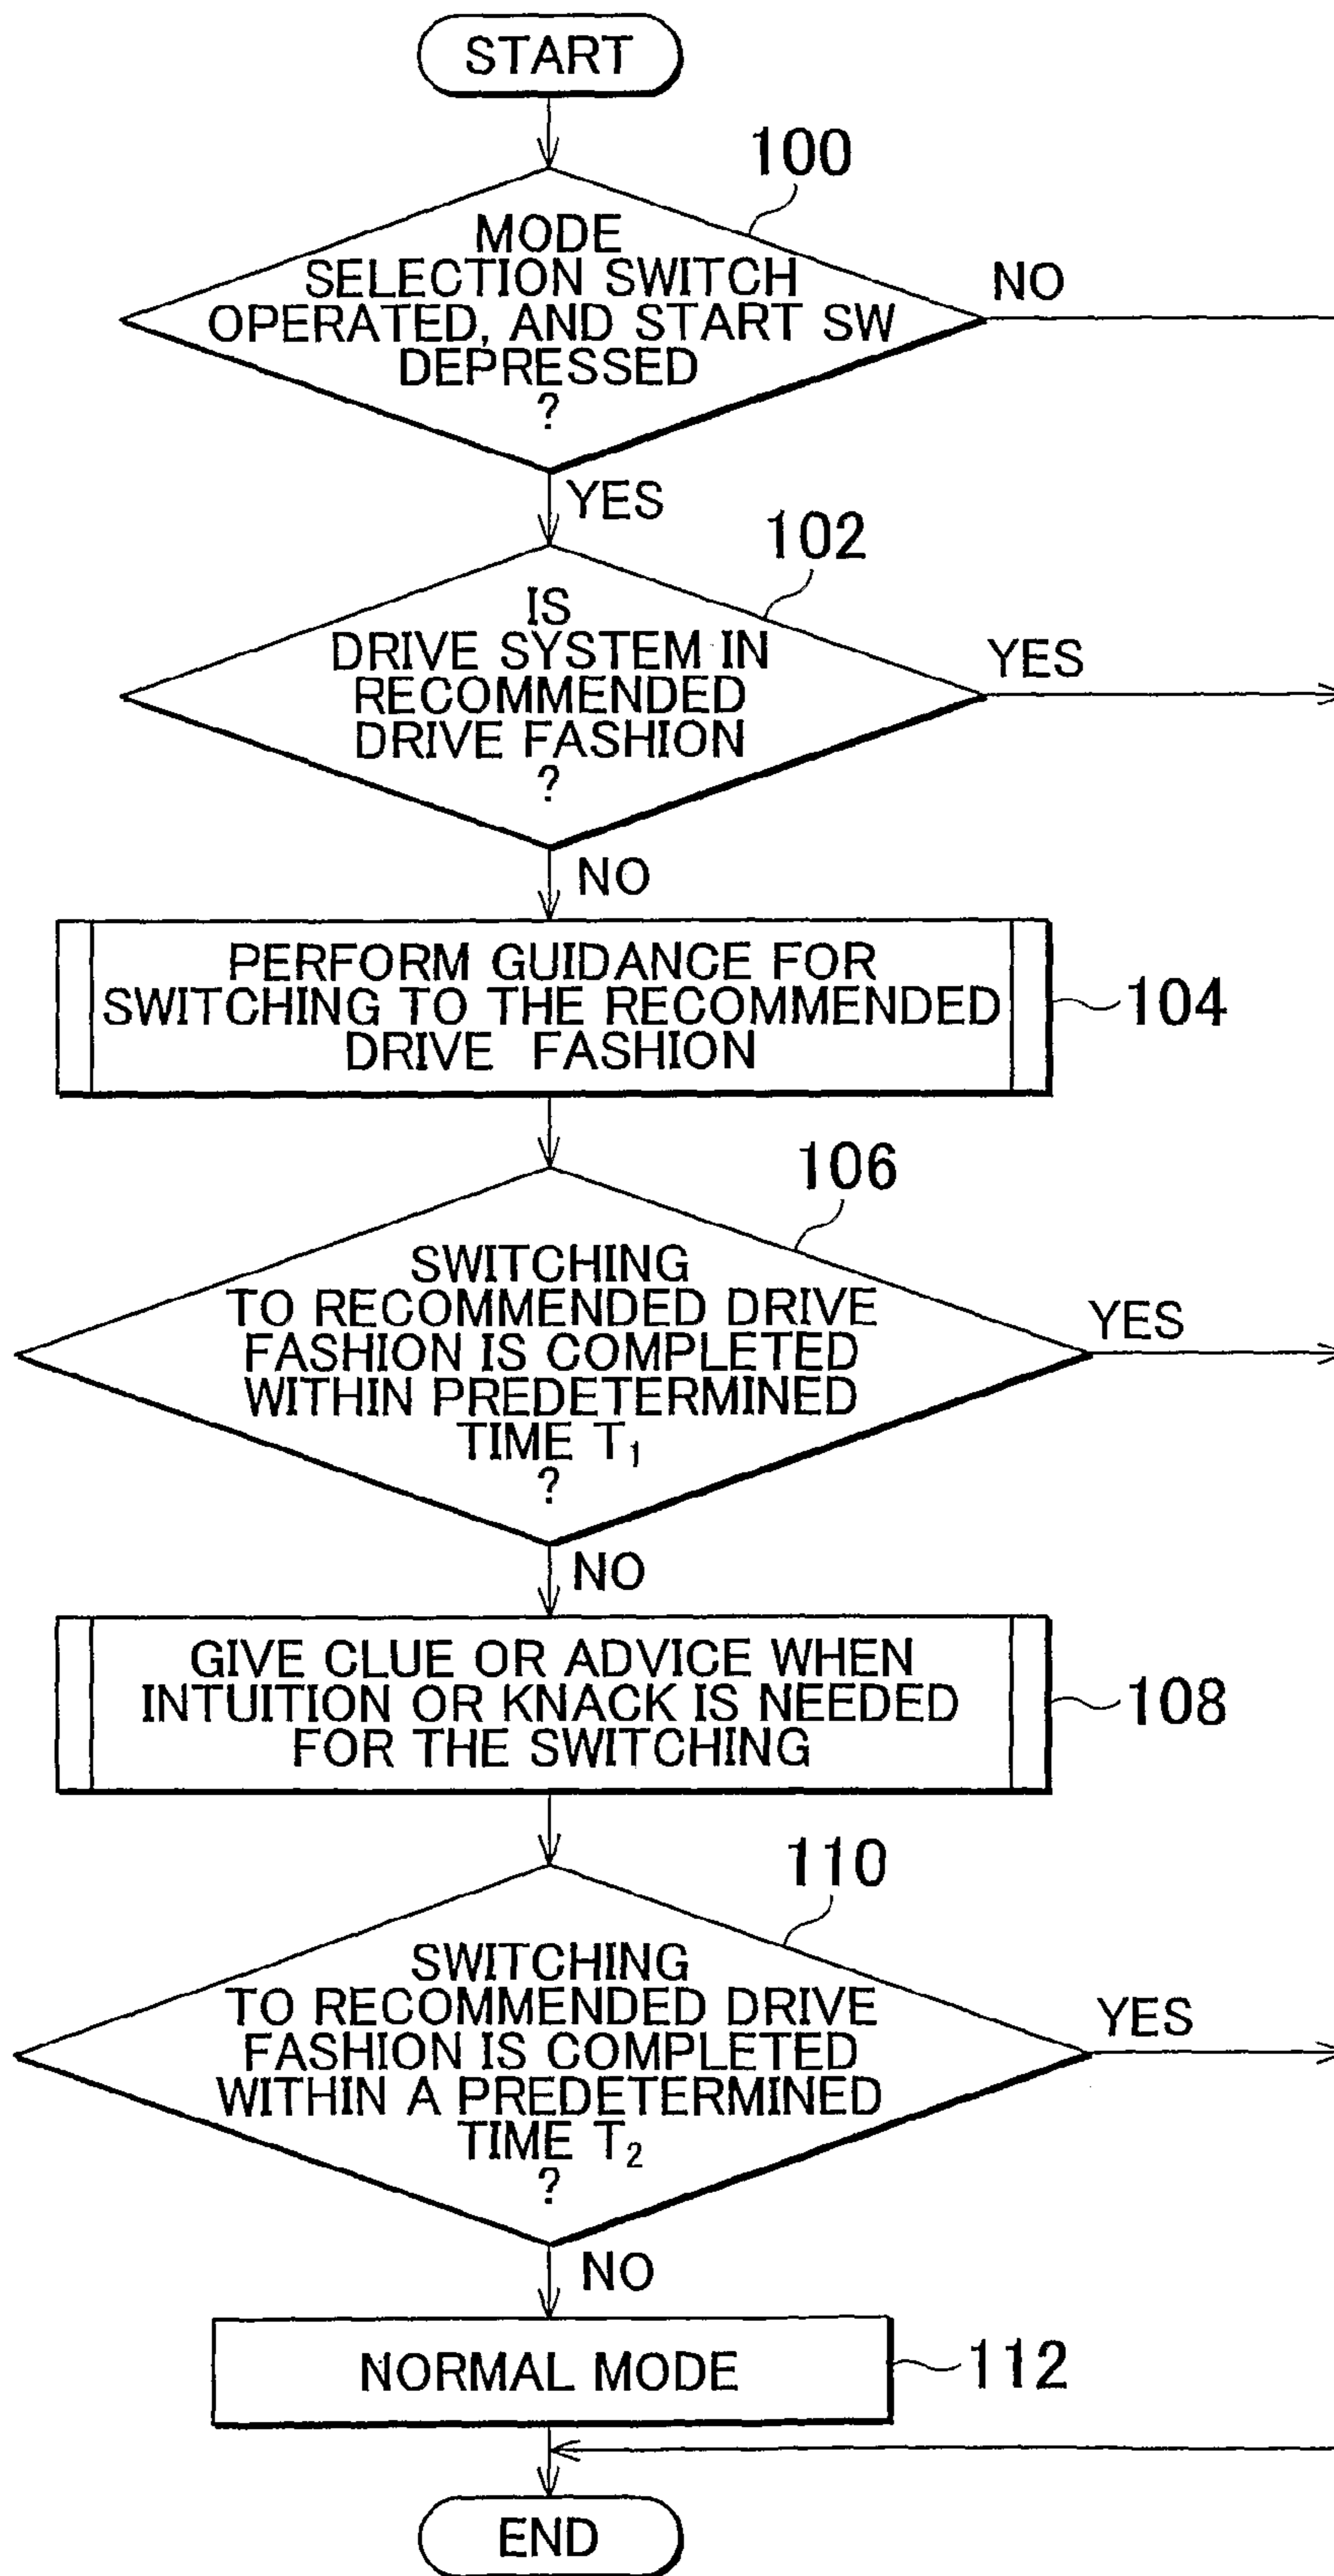 START
100
MODE
SELECTION SWITCH
OPERATED, AND START SW
DEPRESSED
?
NO
YES
102
IS
DRIVE SYSTEM IN
RECOMMENDED
DRIVE FASHION
?
YES
NO
PERFORM GUIDANCE FOR
SWITCHING TO THE RECOMMENDED
DRIVE FASHION
104
106
SWITCHING
TO RECOMMENDED DRIVE
FASHION IS COMPLETED
WITHIN PREDETERMINED
TIME T₁
?
YES
NO
GIVE CLUE OR ADVICE WHEN
INTUITION OR KNACK IS NEEDED
FOR THE SWITCHING
108
110
SWITCHING
TO RECOMMENDED DRIVE
FASHION IS COMPLETED
WITHIN A PREDETERMINED
TIME T₂
?
YES
NO
NORMAL MODE
112
END